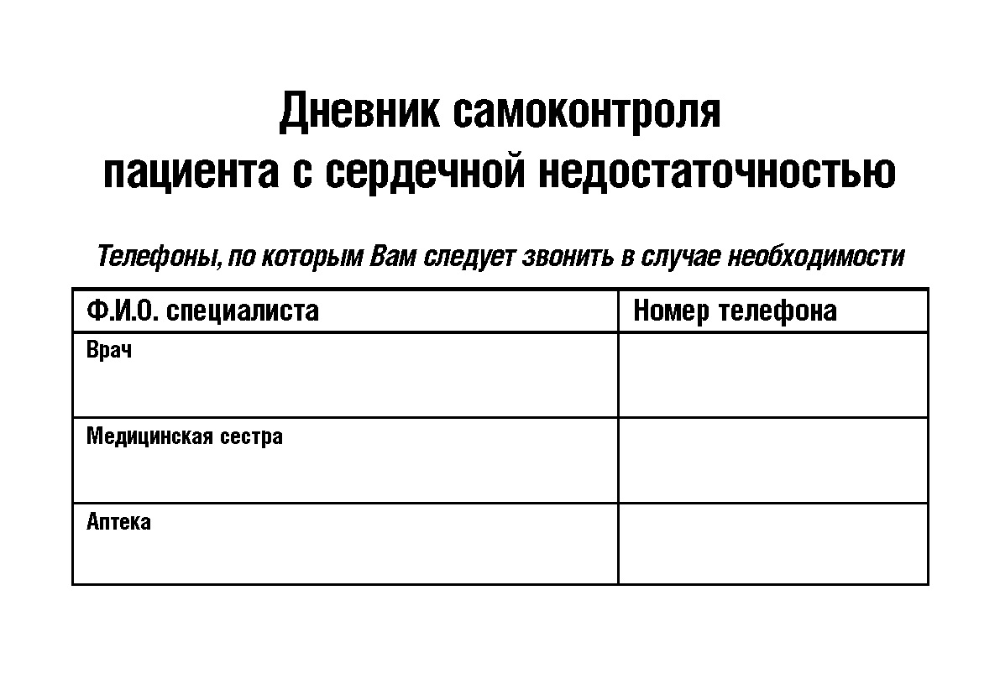 Дневник самоконтроля
пациента с сердечной недостаточностью
Телефоны, по которым Вам следует звонить в случае необходимости
Ф.И.О. специалиста Номер телефона
Врач
Медицинская сестра
Аптека